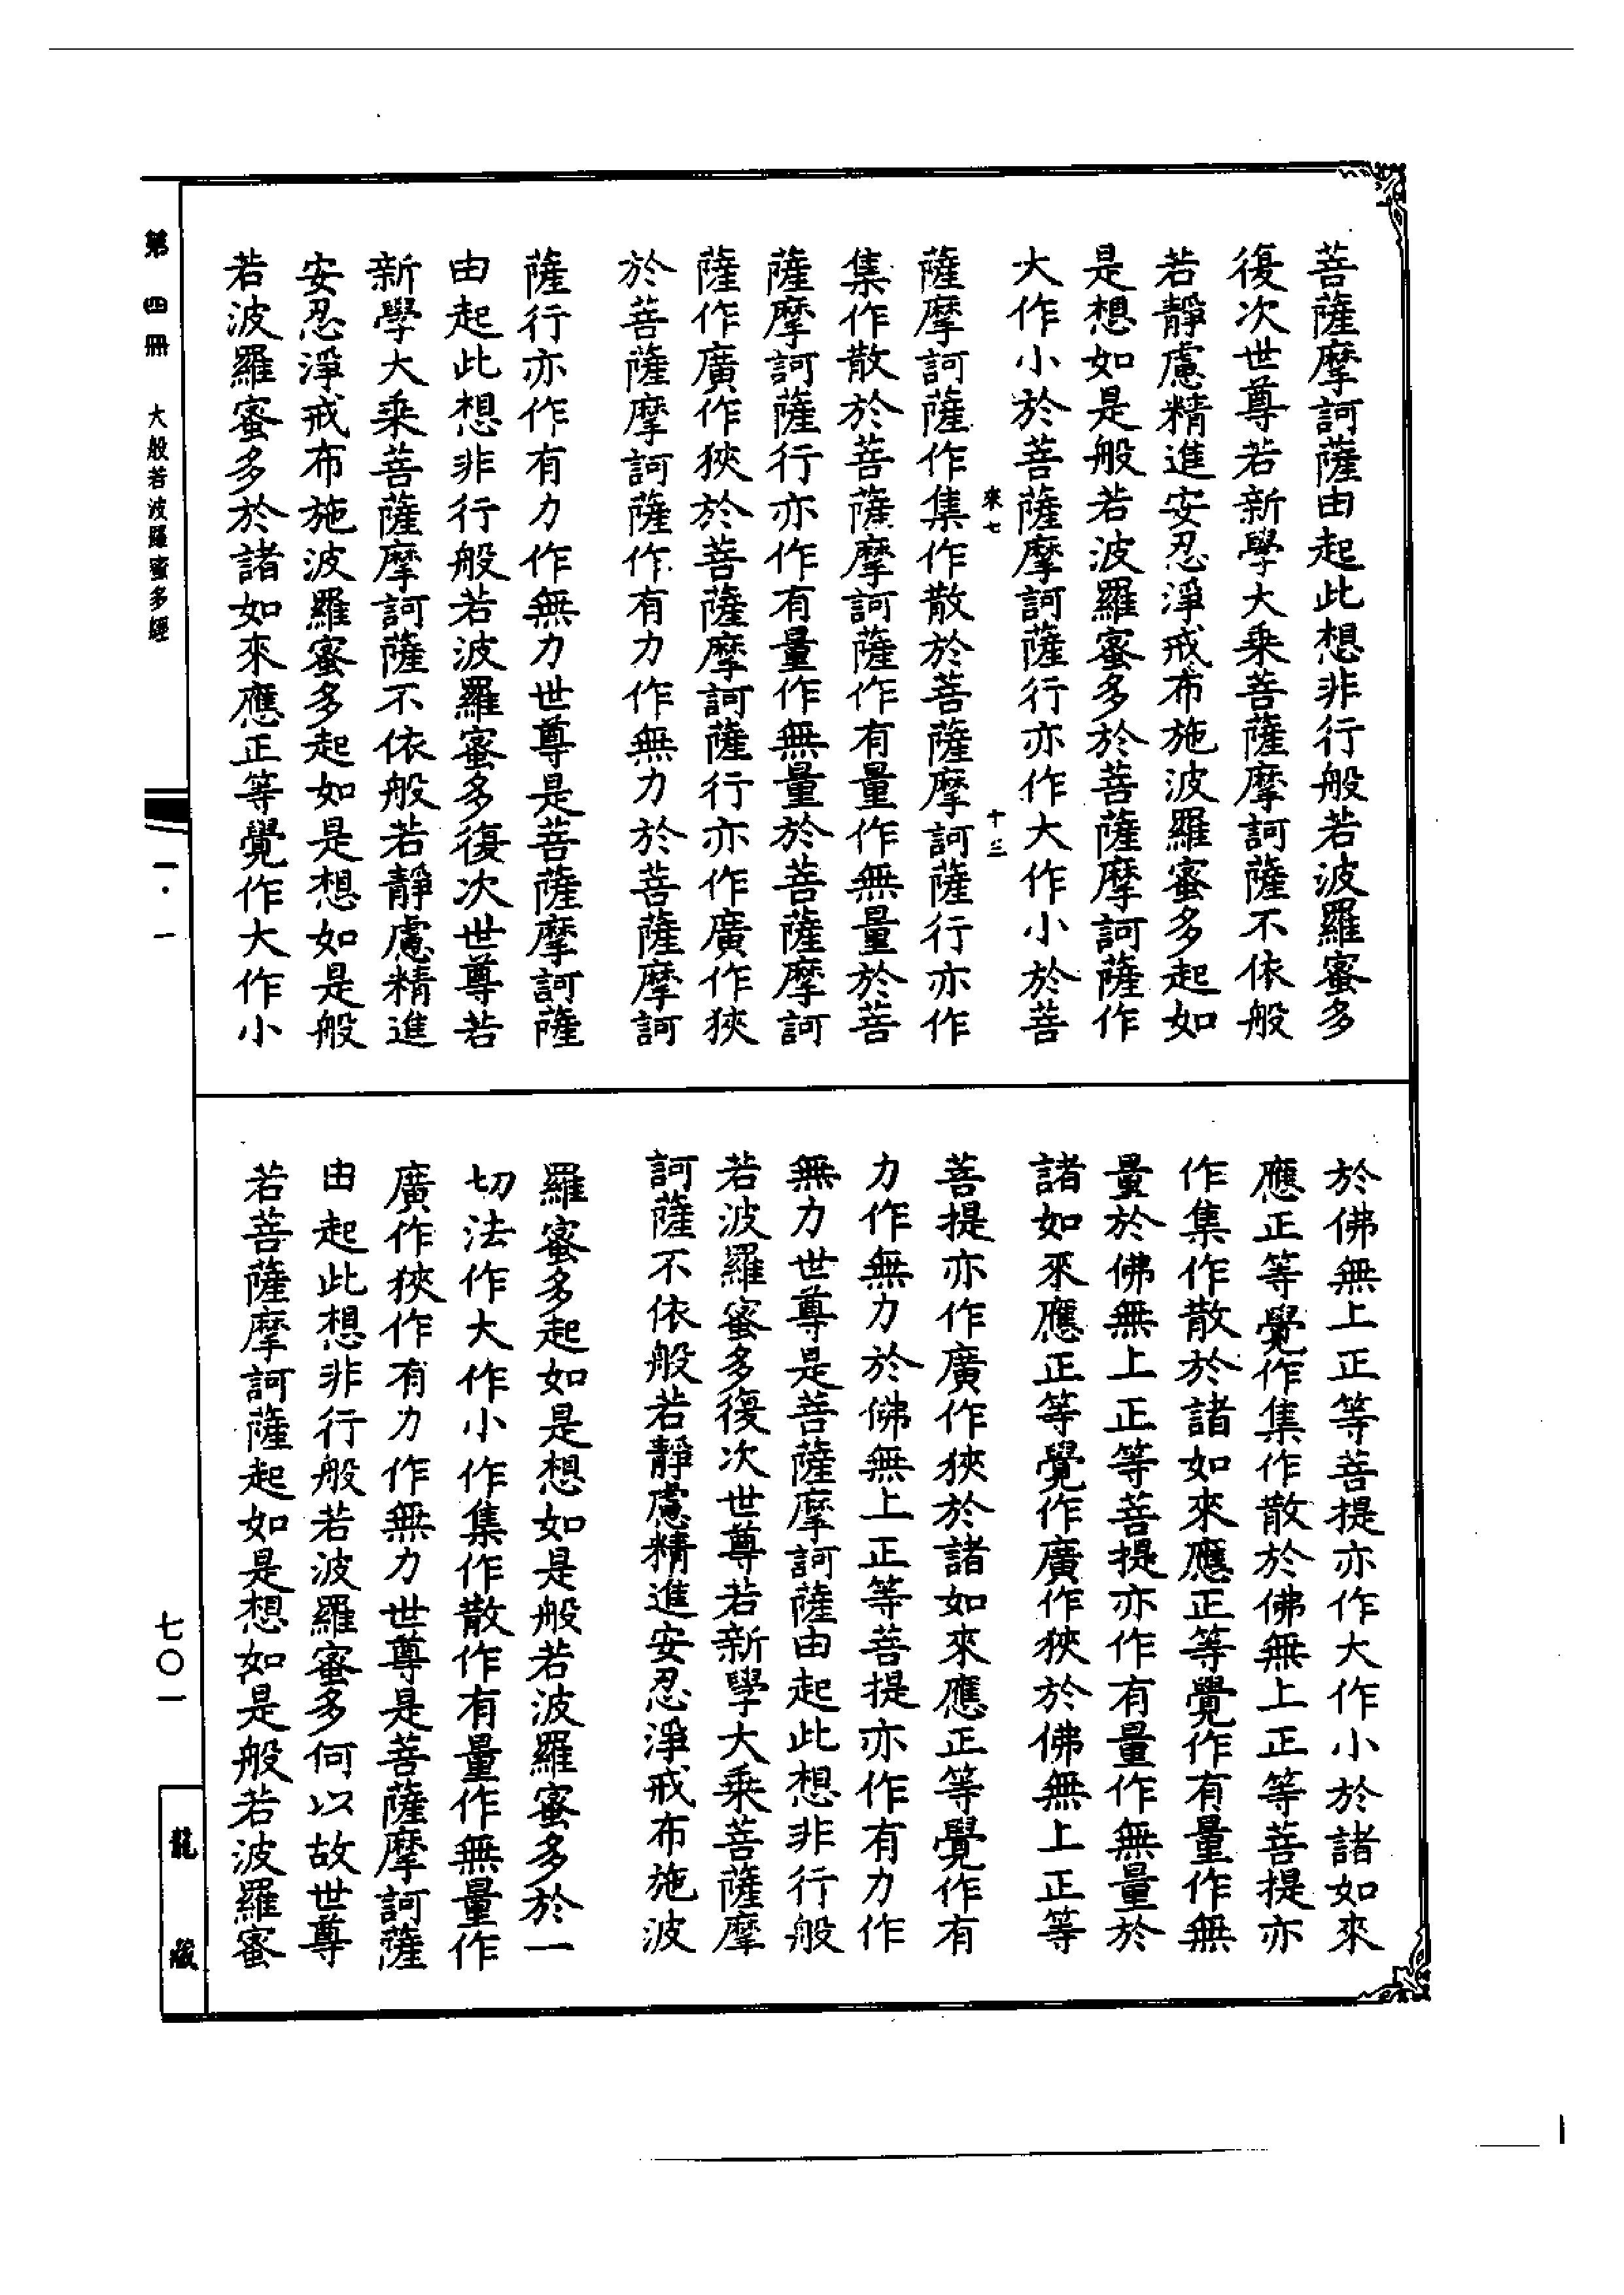 菩薩摩訶薩由起此想非行般若波羅蜜多
復次世尊若新學大乘菩薩摩訶薩不依般
若靜慮精進安忍淨戒布施波羅蜜多起如
是想如是般若波羅蜜多於菩薩摩訶薩作
大作小於菩薩摩訶薩行亦作大作小於菩
來七 十三
薩摩訶薩作集作散於菩薩摩訶薩行亦作
集作散於菩薩摩訶薩作有量作無量於菩
薩摩訶薩行亦作有量作無量於菩薩摩訶
薩作廣作狹於菩薩摩訶薩行亦作廣作狹
於菩薩摩訶薩作有力作無力於菩薩摩訶
薩行亦作有力作無力世尊是菩薩摩訶薩
由起此想非行般若波羅蜜多復次世尊若
新學大乘菩薩摩訶薩不依般若靜慮精進
安忍淨戒布施波羅蜜多起如是想如是般
若波羅蜜多於諸如來應正等覺作大作小
於佛無上正等菩提亦作大作小於諸如來
應正等覺作集作散於佛無上正等菩提亦
作集作散於諸如來應正等覺作有量作無
量於佛無上正等菩提亦作有量作無量於
諸如來應正等覺作廣作狹於佛無上正等
菩提亦作廣作狹於諸如來應正等覺作有
力作無力於佛無上正等菩提亦作有力作
無力世尊是菩薩摩訶薩由起此想非行般
若波羅蜜多復次世尊若新學大乘菩薩摩
訶薩不依般若靜慮精進安忍淨戒布施波
羅蜜多起如是想如是般若波羅蜜多於一
切法作大作小作集作散作有量作無量作
廣作狹作有力作無力世尊是菩薩摩訶薩
由起此想非行般若波羅蜜多何以故世尊
若菩薩摩訶薩起如是想如是般若波羅蜜
第四冊 大般若波羅蜜多經 一·一 七〇一 龍藏